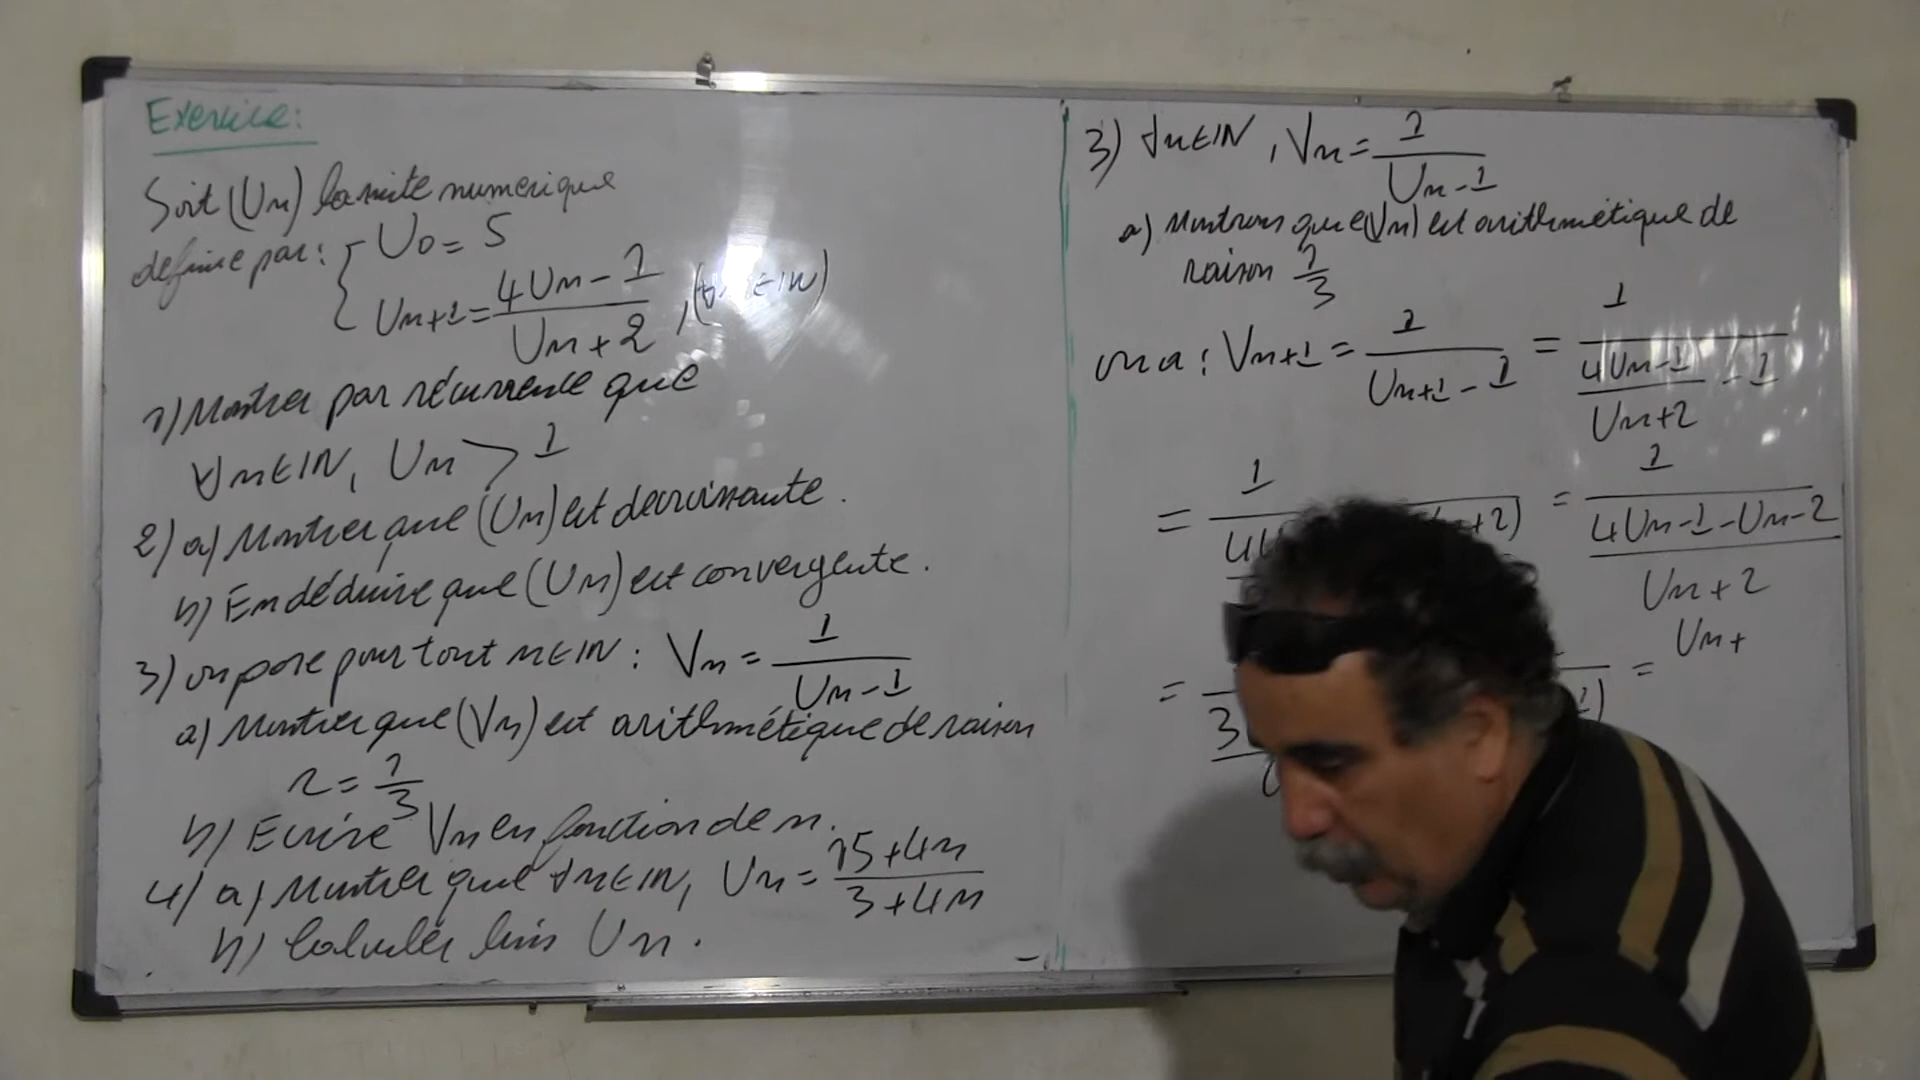 Exercice:
Soit (Un) la suite numérique
définie par: { U0 = 5
Un+1 = (4Un - 1)/(Un + 2), (∀n∈IN)
1) Montrer par récurrence que
∀n∈IN, Un > 1
2) a) Montrer que (Un) est décroissante.
b) En déduire que (Un) est convergente.
3) on pose pour tout n∈IN: Vn = 1/(Un - 1)
a) Montrer que (Vn) est arithmétique de raison
r = 1/3
b) Ecrire Vn en fonction de n.
4) a) Montrer que ∀n∈IN, Un = (15+4n)/(3+4n)
b) Calculer lim Un.
3) ∀n∈IN, Vn = 1/(Un - 1)
a) Montrons que (Vn) est arithmétique de
raison 1/3
on a: Vn+1 = 1/(Un+1 - 1) = 1/((4Un-1)/(Un+2) - 1)
= 1 +2) = 1/((4Un-1-Un-2)/(Un+2))
= 3 = Un+